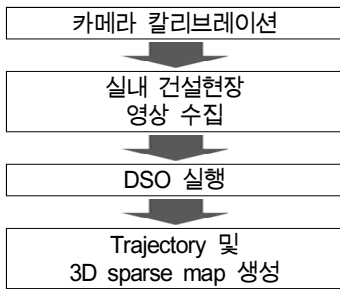 카메라 칼리브레이션
실내 건설현장
영상 수집
DSO 실행
Trajectory 및
3D sparse map 생성